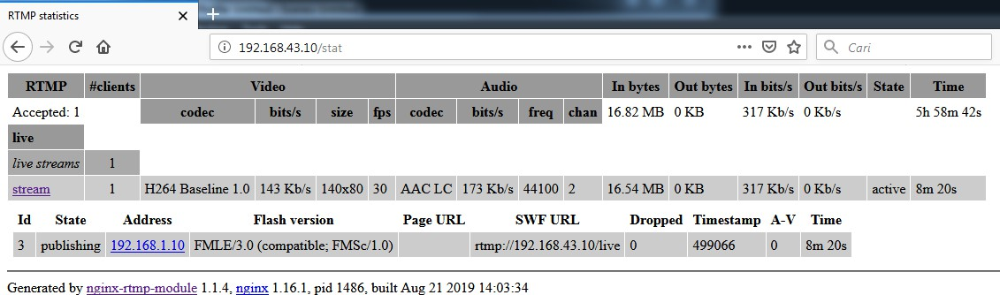 RTMP statistics
192.168.43.10/stat
Cari
RTMP #clients Video Audio In bytes Out bytes In bits/s Out bits/s State Time
Accepted: 1 codec bits/s size fps codec bits/s freq chan 16.82 MB 0 KB 317 Kb/s 0 Kb/s 5h 58m 42s
live
live streams 1
stream 1 H264 Baseline 1.0 143 Kb/s 140x80 30 AAC LC 173 Kb/s 44100 2 16.54 MB 0 KB 317 Kb/s 0 Kb/s active 8m 20s
Id State Address Flash version Page URL SWF URL Dropped Timestamp A-V Time
3 publishing 192.168.1.10 FMLE/3.0 (compatible; FMSc/1.0) rtmp://192.168.43.10/live 0 499066 0 8m 20s
Generated by nginx-rtmp-module 1.1.4, nginx 1.16.1, pid 1486, built Aug 21 2019 14:03:34